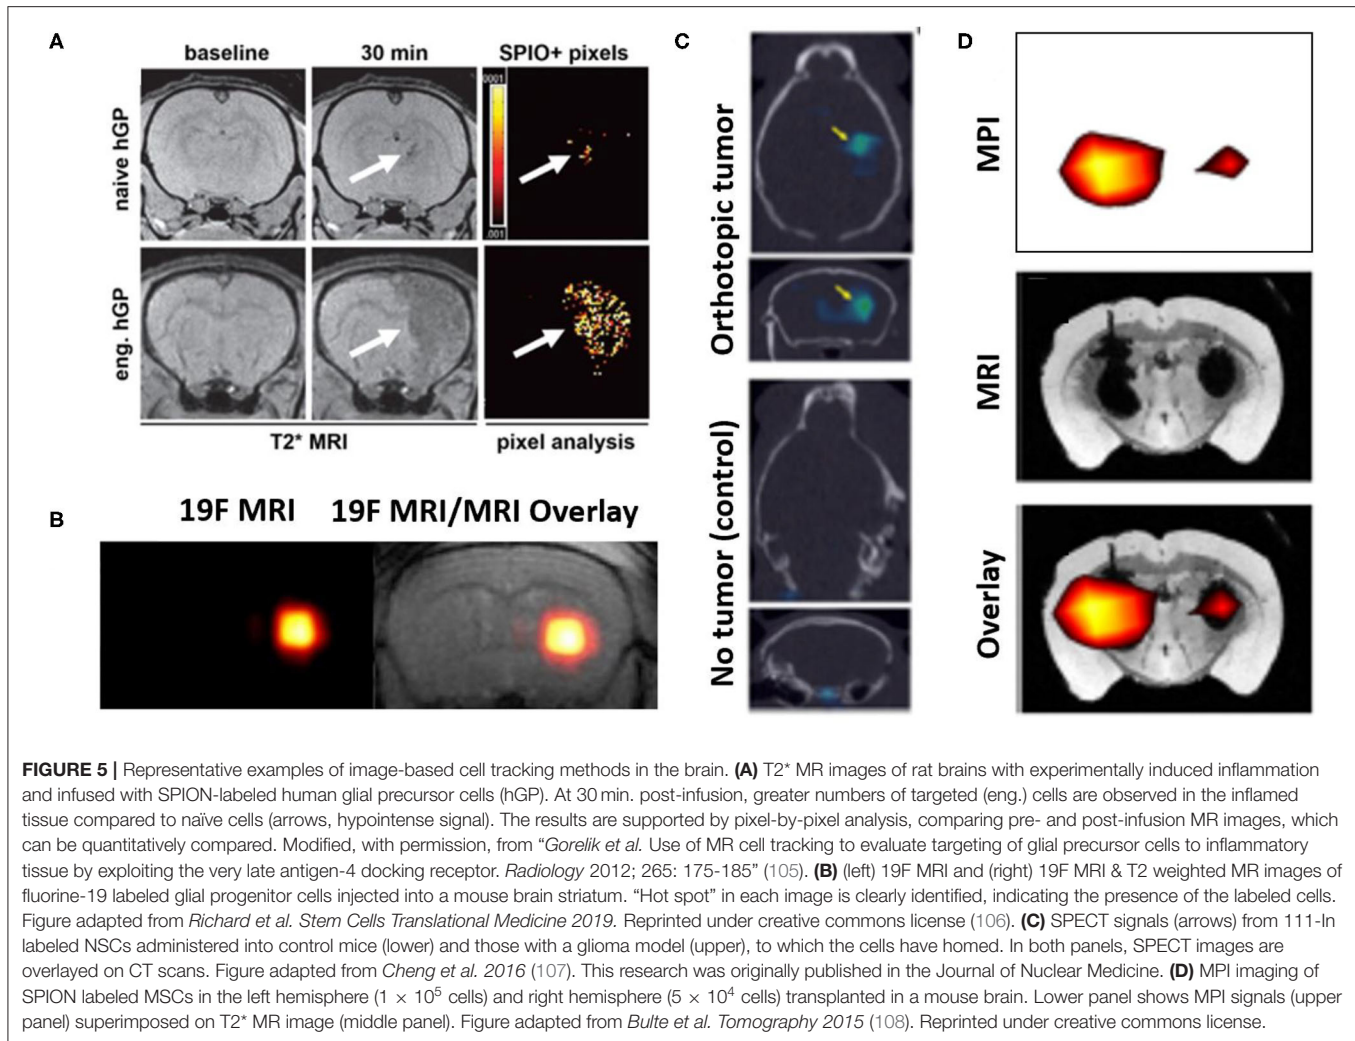 A
baseline
30 min
SPIO+ pixels
naive hGP
eng. hGP
.001
T2* MRI
pixel analysis
B
19F MRI
19F MRI/MRI Overlay
C
Orthotopic tumor
No tumor (control)
D
MPI
MRI
Overlay
FIGURE 5 | Representative examples of image-based cell tracking methods in the brain. (A) T2* MR images of rat brains with experimentally induced inflammation
and infused with SPION-labeled human glial precursor cells (hGP). At 30 min. post-infusion, greater numbers of targeted (eng.) cells are observed in the inflamed
tissue compared to naïve cells (arrows, hypointense signal). The results are supported by pixel-by-pixel analysis, comparing pre- and post-infusion MR images, which
can be quantitatively compared. Modified, with permission, from “Gorelik et al. Use of MR cell tracking to evaluate targeting of glial precursor cells to inflammatory
tissue by exploiting the very late antigen-4 docking receptor. Radiology 2012; 265: 175-185” (105). (B) (left) 19F MRI and (right) 19F MRI & T2 weighted MR images of
fluorine-19 labeled glial progenitor cells injected into a mouse brain striatum. “Hot spot” in each image is clearly identified, indicating the presence of the labeled cells.
Figure adapted from Richard et al. Stem Cells Translational Medicine 2019. Reprinted under creative commons license (106). (C) SPECT signals (arrows) from 111-In
labeled NSCs administered into control mice (lower) and those with a glioma model (upper), to which the cells have homed. In both panels, SPECT images are
overlayed on CT scans. Figure adapted from Cheng et al. 2016 (107). This research was originally published in the Journal of Nuclear Medicine. (D) MPI imaging of
SPION labeled MSCs in the left hemisphere (1 × 10⁵ cells) and right hemisphere (5 × 10⁴ cells) transplanted in a mouse brain. Lower panel shows MPI signals (upper
panel) superimposed on T2* MR image (middle panel). Figure adapted from Bulte et al. Tomography 2015 (108). Reprinted under creative commons license.